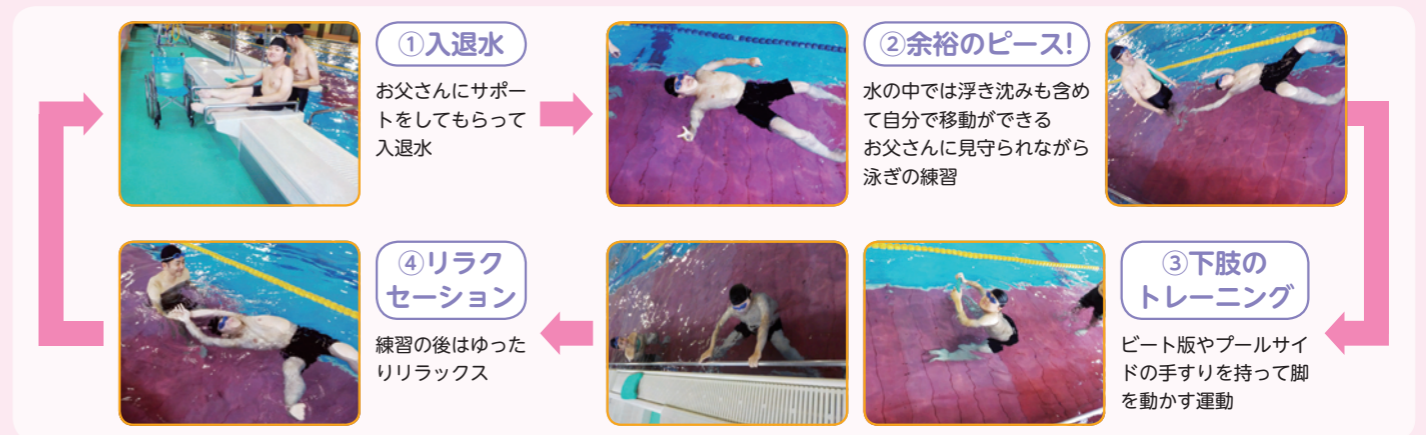 ①入退水
お父さんにサポー
トをしてもらって
入退水
②余裕のピース!
水の中では浮き沈みも含め
て自分で移動ができる
お父さんに見守られながら
泳ぎの練習
③下肢の
トレーニング
ビート版やプールサイ
ドの手すりを持って脚
を動かす運動
④リラク
セーション
練習の後はゆった
りリラックス